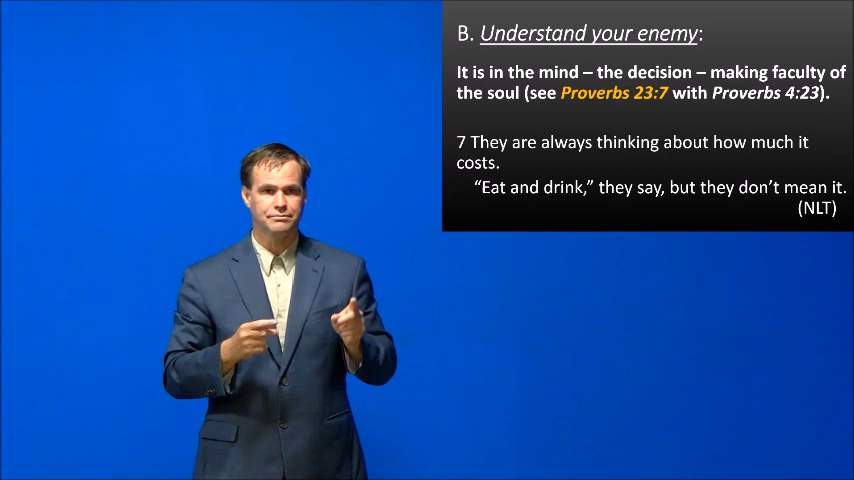 B. Understand your enemy:
It is in the mind – the decision – making faculty of
the soul (see Proverbs 23:7 with Proverbs 4:23).
7 They are always thinking about how much it
costs.
“Eat and drink,” they say, but they don’t mean it.
(NLT)